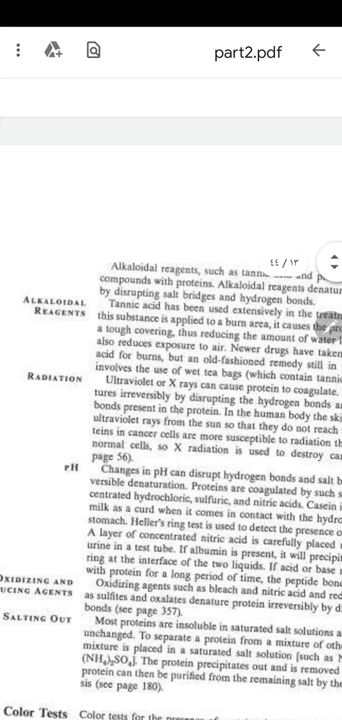 part2.pdf
٤٤ / ١٣
Alkaloidal reagents, such as and
compounds with proteins. Alkaloidal reagents denatur
by disrupting salt bridges and hydrogen bonds.
ALKALOIDAL REAGENTS
Tannic acid has been used extensively in the treatm
this substance is applied to a burn area, it causes the pro
a tough covering, thus reducing the amount of water l
also reduces exposure to air. Newer drugs have taken
acid for burns, but an old-fashioned remedy still in
involves the use of wet tea bags (which contain tannic
RADIATION
Ultraviolet or X rays can cause protein to coagulate.
tures irreversibly by disrupting the hydrogen bonds a
bonds present in the protein. In the human body the ski
ultraviolet rays from the sun so that they do not reach
teins in cancer cells are more susceptible to radiation th
normal cells, so X radiation is used to destroy can
page 56).
pH
Changes in pH can disrupt hydrogen bonds and salt b
versible denaturation. Proteins are coagulated by such s
centrated hydrochloric, sulfuric, and nitric acids. Casein i
milk as a curd when it comes in contact with the hydro
stomach. Heller's ring test is used to detect the presence o
A layer of concentrated nitric acid is carefully placed
urine in a test tube. If albumin is present, it will precipit
ring at the interface of the two liquids. If acid or base
with protein for a long period of time, the peptide bond
OXIDIZING AND
UCING AGENTS
Oxidizing agents such as bleach and nitric acid and red
as sulfites and oxalates denature protein irreversibly by d
bonds (see page 357).
SALTING OUT
Most proteins are insoluble in saturated salt solutions a
unchanged. To separate a protein from a mixture of othe
mixture is placed in a saturated salt solution [such as N
(NH₄)₂SO₄]. The protein precipitates out and is removed
protein can then be purified from the remaining salt by the
sis (see page 180).
Color Tests Color tests for the presence of